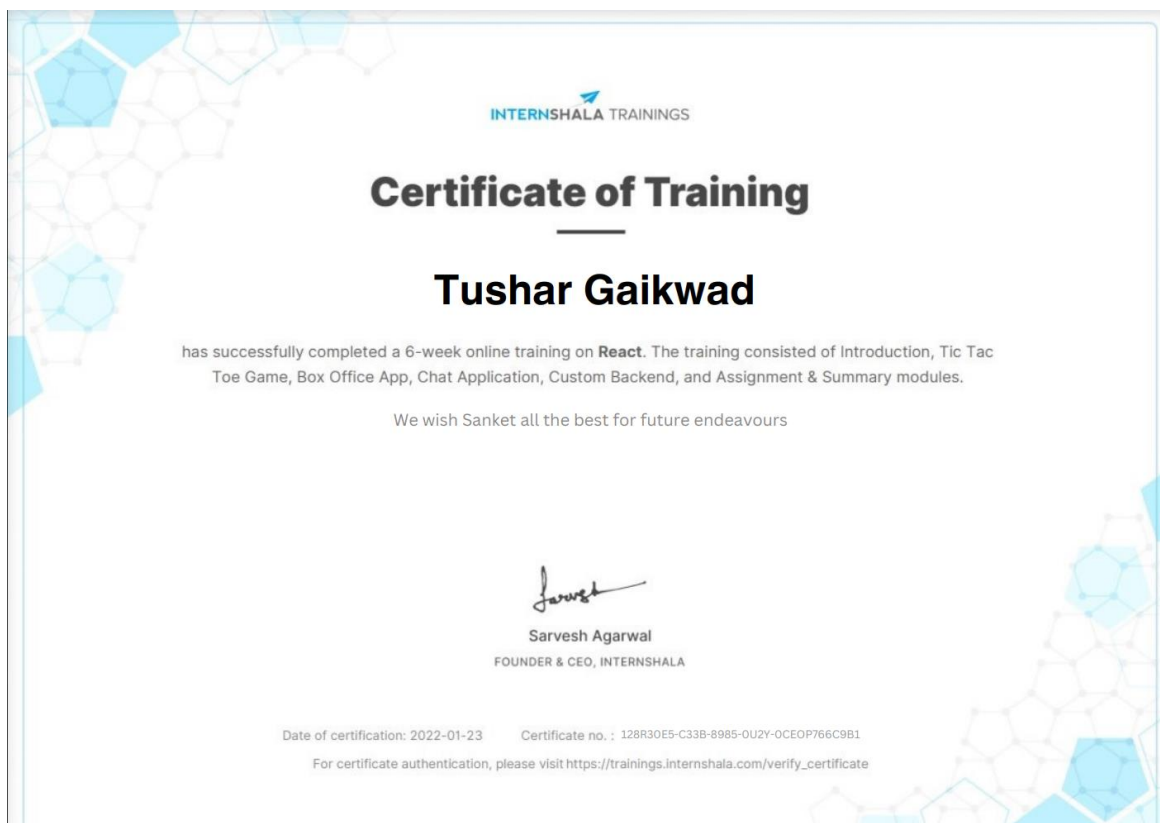 INTERNSHALA TRAININGS
Certificate of Training
Tushar Gaikwad
has successfully completed a 6-week online training on React. The training consisted of Introduction, Tic Tac
Toe Game, Box Office App, Chat Application, Custom Backend, and Assignment & Summary modules.
We wish Sanket all the best for future endeavours
Sarvesh
Sarvesh Agarwal
FOUNDER & CEO, INTERNSHALA
Date of certification: 2022-01-23 Certificate no. : 128R30E5-C33B-8985-0U2Y-0CEOP766C9B1
For certificate authentication, please visit https://trainings.internshala.com/verify_certificate